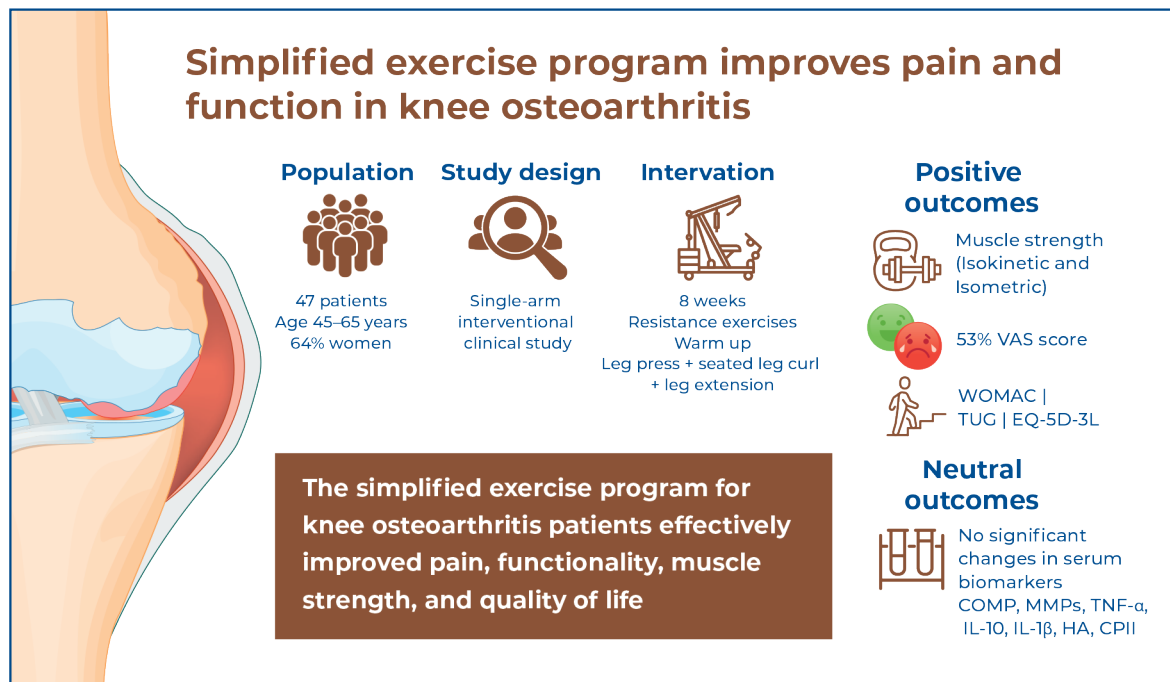 Simplified exercise program improves pain and
function in knee osteoarthritis
Population
47 patients
Age 45–65 years
64% women
Study design
Single-arm
interventional
clinical study
Intervation
8 weeks
Resistance exercises
Warm up
Leg press + seated leg curl
+ leg extension
Positive
outcomes
Muscle strength
(Isokinetic and
Isometric)
53% VAS score
WOMAC |
TUG | EQ-5D-3L
Neutral
outcomes
No significant
changes in serum
biomarkers
COMP, MMPs, TNF-α,
IL-10, IL-1β, HA, CPII
The simplified exercise program for
knee osteoarthritis patients effectively
improved pain, functionality, muscle
strength, and quality of life